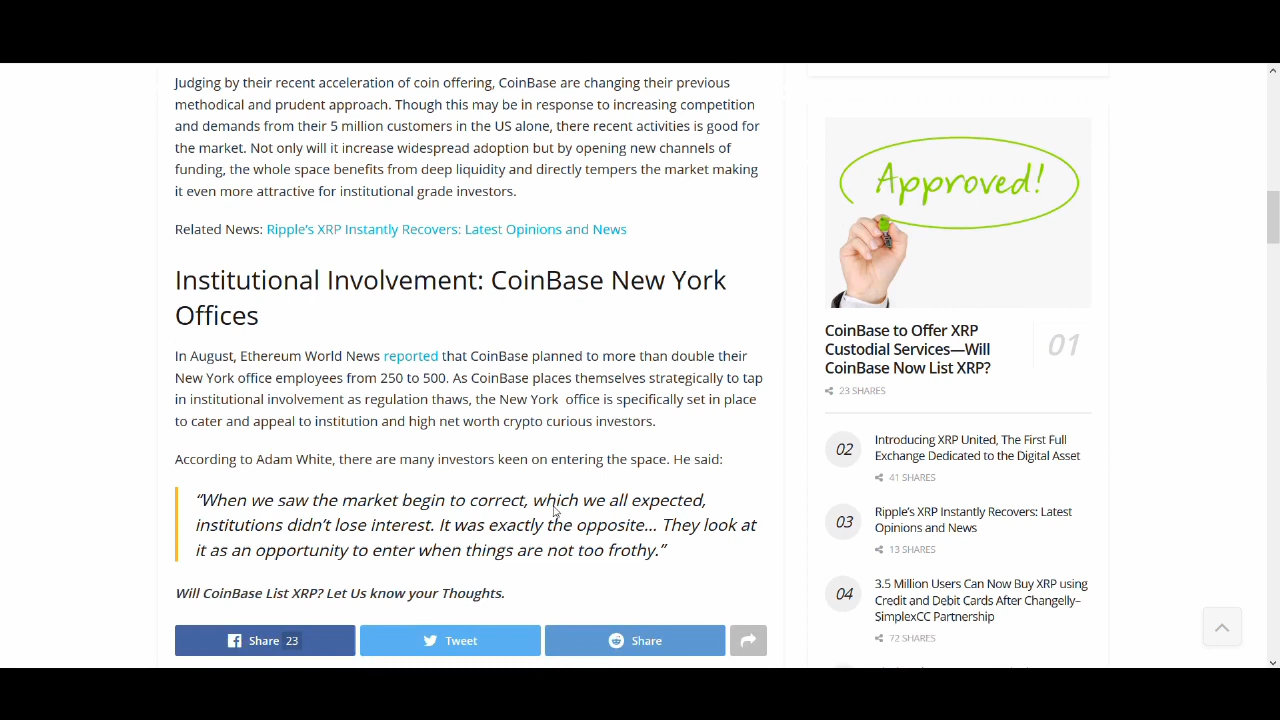 Judging by their recent acceleration of coin offering, CoinBase are changing their previous
methodical and prudent approach. Though this may be in response to increasing competition
and demands from their 5 million customers in the US alone, there recent activities is good for
the market. Not only will it increase widespread adoption but by opening new channels of
funding, the whole space benefits from deep liquidity and directly tempers the market making
it even more attractive for institutional grade investors.
Related News: Ripple's XRP Instantly Recovers: Latest Opinions and News
Institutional Involvement: CoinBase New York
Offices
In August, Ethereum World News reported that CoinBase planned to more than double their
New York office employees from 250 to 500. As CoinBase places themselves strategically to tap
in institutional involvement as regulation thaws, the New York office is specifically set in place
to cater and appeal to institution and high net worth crypto curious investors.
According to Adam White, there are many investors keen on entering the space. He said:
“When we saw the market begin to correct, which we all expected,
institutions didn’t lose interest. It was exactly the opposite… They look at
it as an opportunity to enter when things are not too frothy.”
Will CoinBase List XRP? Let Us know your Thoughts.
Share 23
Tweet
Share
Approved!
CoinBase to Offer XRP
Custodial Services—Will
CoinBase Now List XRP?
01
23 SHARES
02
Introducing XRP United, The First Full
Exchange Dedicated to the Digital Asset
41 SHARES
03
Ripple's XRP Instantly Recovers: Latest
Opinions and News
13 SHARES
04
3.5 Million Users Can Now Buy XRP using
Credit and Debit Cards After Changelly–
SimplexCC Partnership
72 SHARES